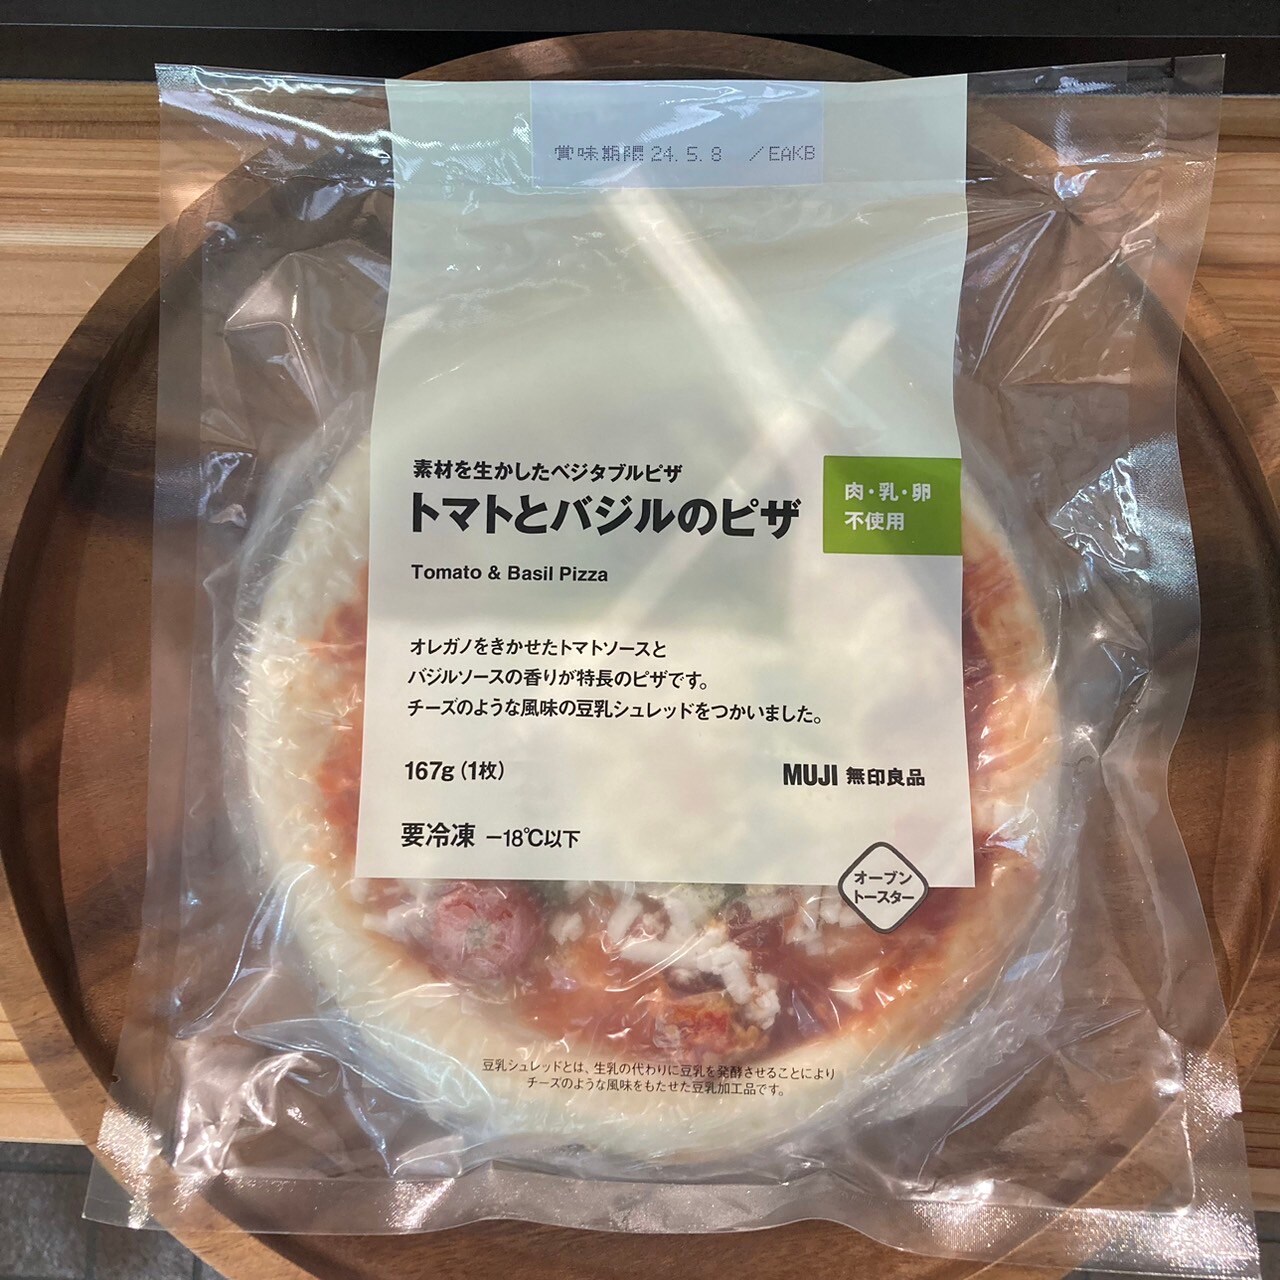 賞味期限 24.5.8 ／EAKB
素材を生かしたベジタブルピザ
トマトとバジルのピザ
肉・乳・卵
不使用
Tomato & Basil Pizza
オレガノをきかせたトマトソースと
バジルソースの香りが特長のピザです。
チーズのような風味の豆乳シュレッドをつかいました。
167g（1枚）
MUJI 無印良品
要冷凍 －18℃以下
オーブン
トースター
豆乳シュレッドとは、生乳の代わりに豆乳を発酵させることにより
チーズのような風味をもたせた豆乳加工品です。